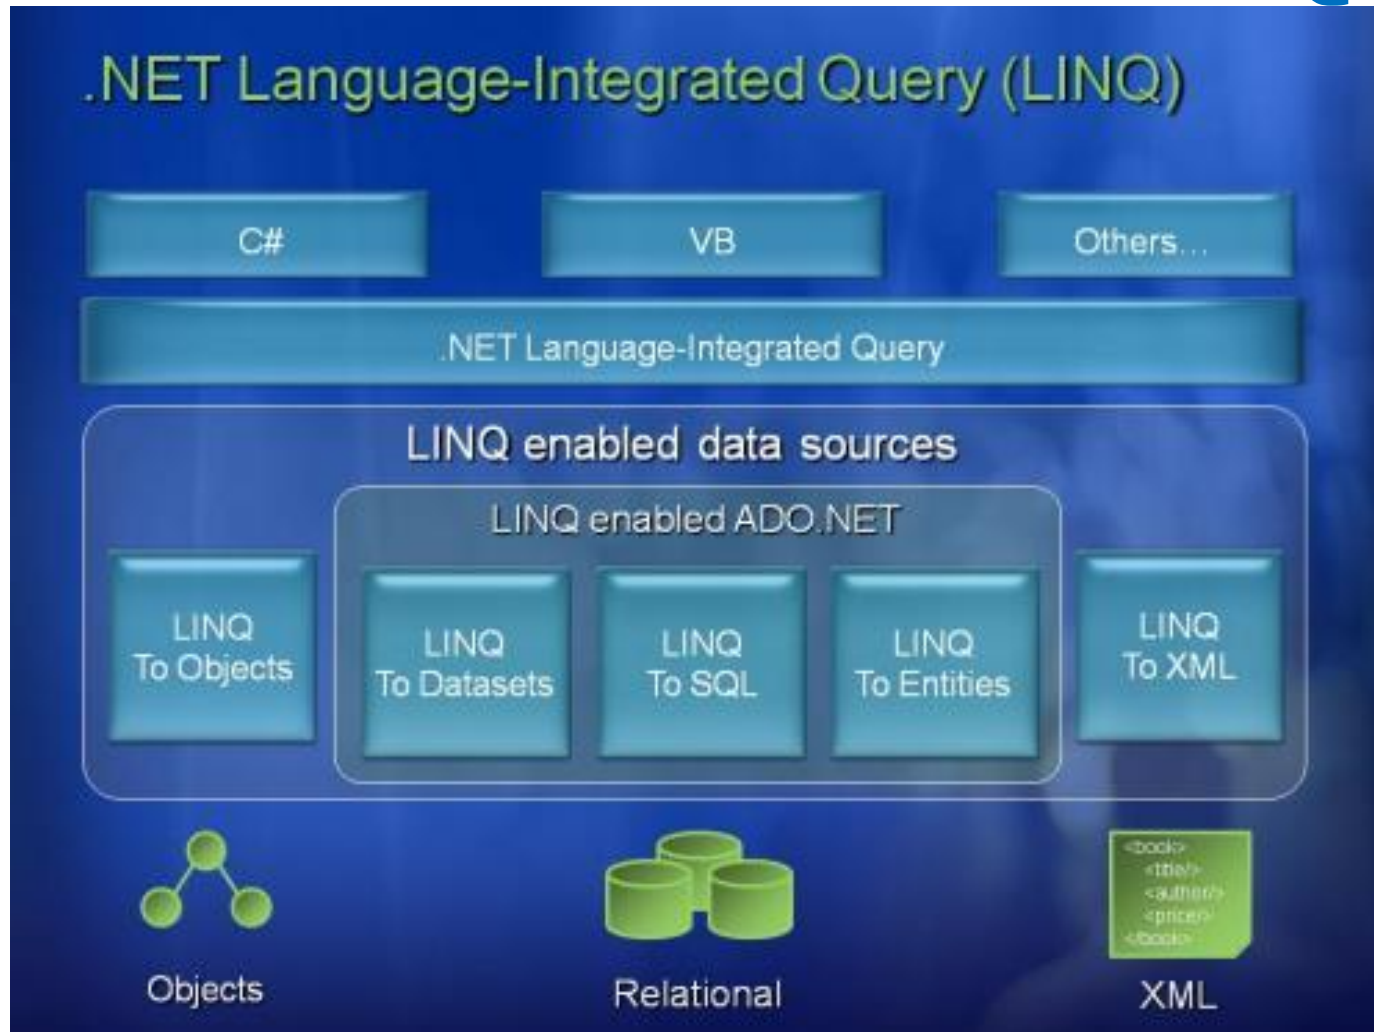 .NET Language-Integrated Query (LINQ)
C#
VB
Others...
.NET Language-Integrated Query
LINQ enabled data sources
LINQ enabled ADO.NET
LINQ
To Objects
LINQ
To Datasets
LINQ
To SQL
LINQ
To Entities
LINQ
To XML
<book>
<title/>
<author/>
<price/>
</book>
Objects
Relational
XML